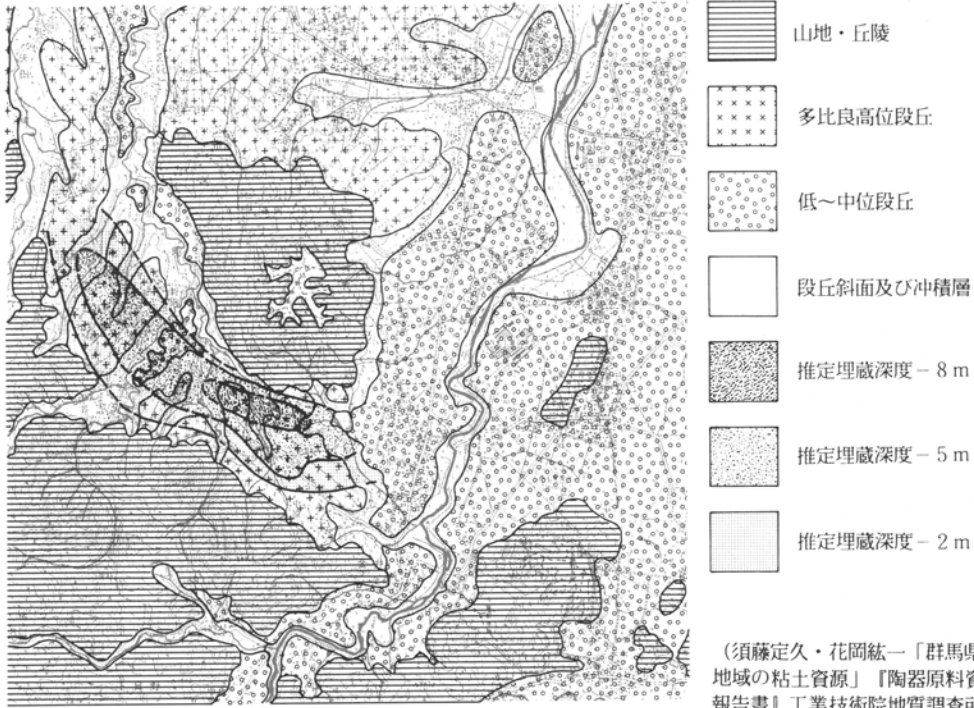 山地・丘陵
多比良高位段丘
低～中位段丘
段丘斜面及び冲積層
推定埋蔵深度－8m
推定埋蔵深度－5m
推定埋蔵深度－2m
（須藤定久・花岡紘一「群馬県
地域の粘土資源」『陶器原料資
報告書』工業技術院地質調査所